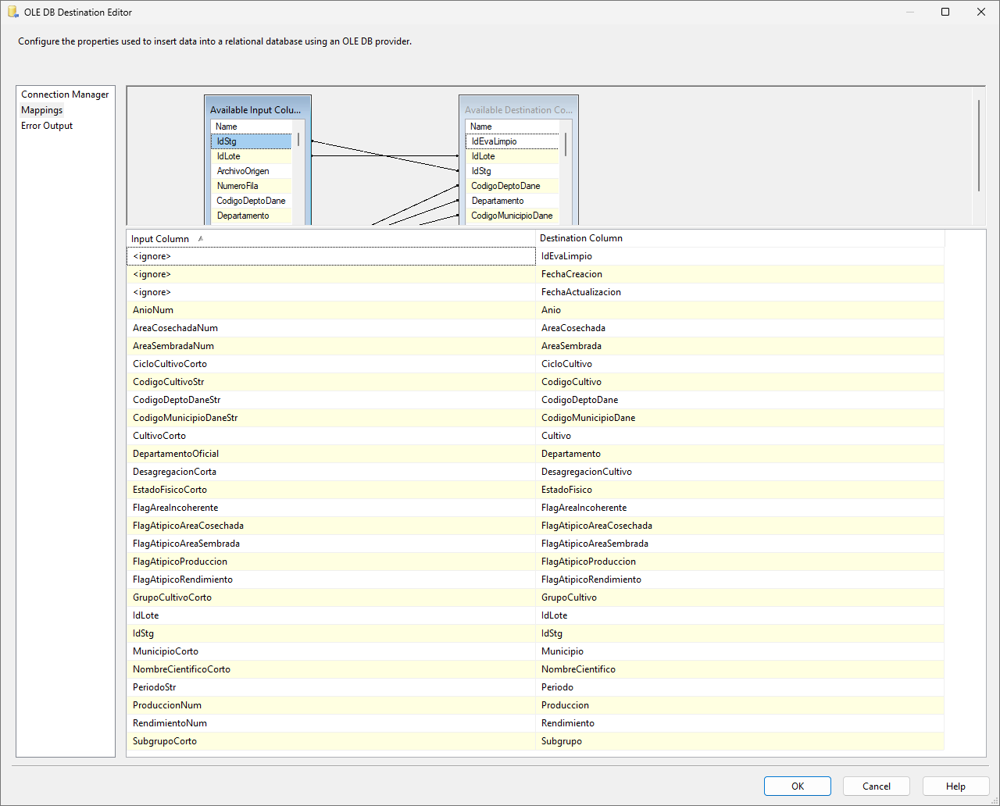 OLE DB Destination Editor
Configure the properties used to insert data into a relational database using an OLE DB provider.
Connection Manager
Mappings
Error Output
Available Input Colu...
Name
IdStg
IdLote
ArchivoOrigen
NumeroFila
CodigoDeptoDane
Departamento
Available Destination Co...
Name
IdEvaLimpio
IdLote
IdStg
CodigoDeptoDane
Departamento
CodigoMunicipioDane
Input Column Destination Column
<ignore> IdEvaLimpio
<ignore> FechaCreacion
<ignore> FechaActualizacion
AnioNum Anio
AreaCosechadaNum AreaCosechada
AreaSembradaNum AreaSembrada
CicloCultivoCorto CicloCultivo
CodigoCultivoStr CodigoCultivo
CodigoDeptoDaneStr CodigoDeptoDane
CodigoMunicipioDaneStr CodigoMunicipioDane
CultivoCorto Cultivo
DepartamentoOficial Departamento
DesagregacionCorta DesagregacionCultivo
EstadoFisicoCorto EstadoFisico
FlagAreaIncoherente FlagAreaIncoherente
FlagAtipicoAreaCosechada FlagAtipicoAreaCosechada
FlagAtipicoAreaSembrada FlagAtipicoAreaSembrada
FlagAtipicoProduccion FlagAtipicoProduccion
FlagAtipicoRendimiento FlagAtipicoRendimiento
GrupoCultivoCorto GrupoCultivo
IdLote IdLote
IdStg IdStg
MunicipioCorto Municipio
NombreCientificoCorto NombreCientifico
PeriodoStr Periodo
ProduccionNum Produccion
RendimientoNum Rendimiento
SubgrupoCorto Subgrupo
OK Cancel Help